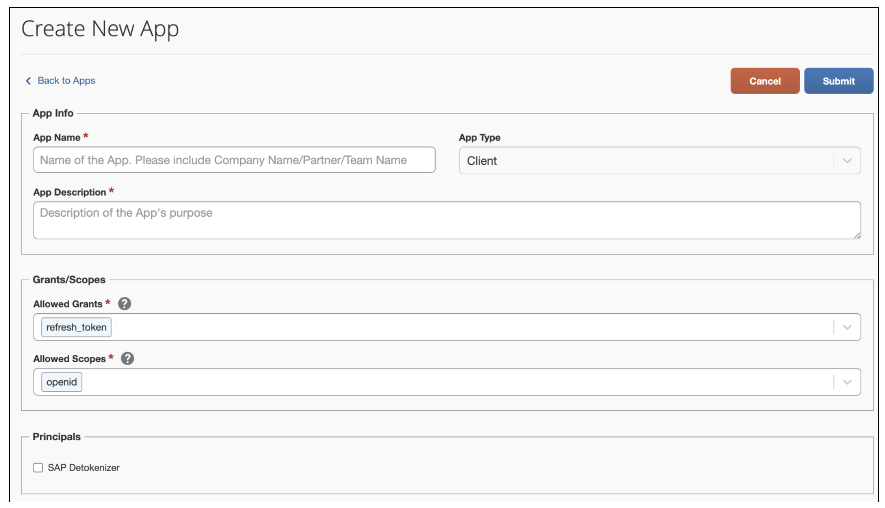 Create New App
Back to Apps
Cancel Submit
App Info
App Name * App Type
Name of the App. Please include Company Name/Partner/Team Name Client
App Description *
Description of the App's purpose
Grants/Scopes
Allowed Grants * ?
refresh_token
Allowed Scopes * ?
openid
Principals
SAP Detokenizer